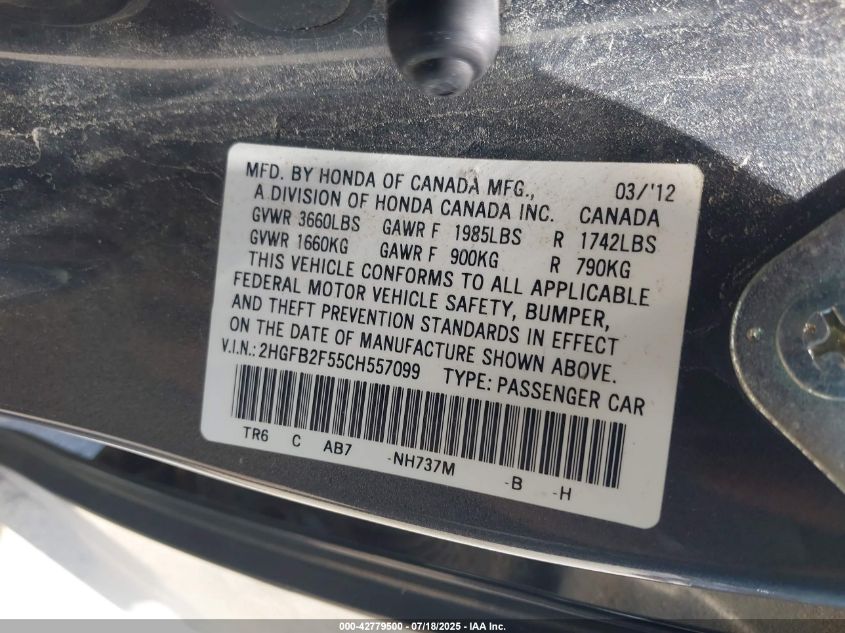 MFD. BY HONDA OF CANADA MFG., 03/'12
A DIVISION OF HONDA CANADA INC. CANADA
GVWR 3660LBS GAWR F 1985LBS R 1742LBS
GVWR 1660KG GAWR F 900KG R 790KG
THIS VEHICLE CONFORMS TO ALL APPLICABLE
FEDERAL MOTOR VEHICLE SAFETY, BUMPER,
AND THEFT PREVENTION STANDARDS IN EFFECT
ON THE DATE OF MANUFACTURE SHOWN ABOVE.
V.I.N.: 2HGFB2F55CH557099 TYPE: PASSENGER CAR
TR6 C AB7 -NH737M -B -H
000-42779500 - 07/18/2025 - IAA Inc.